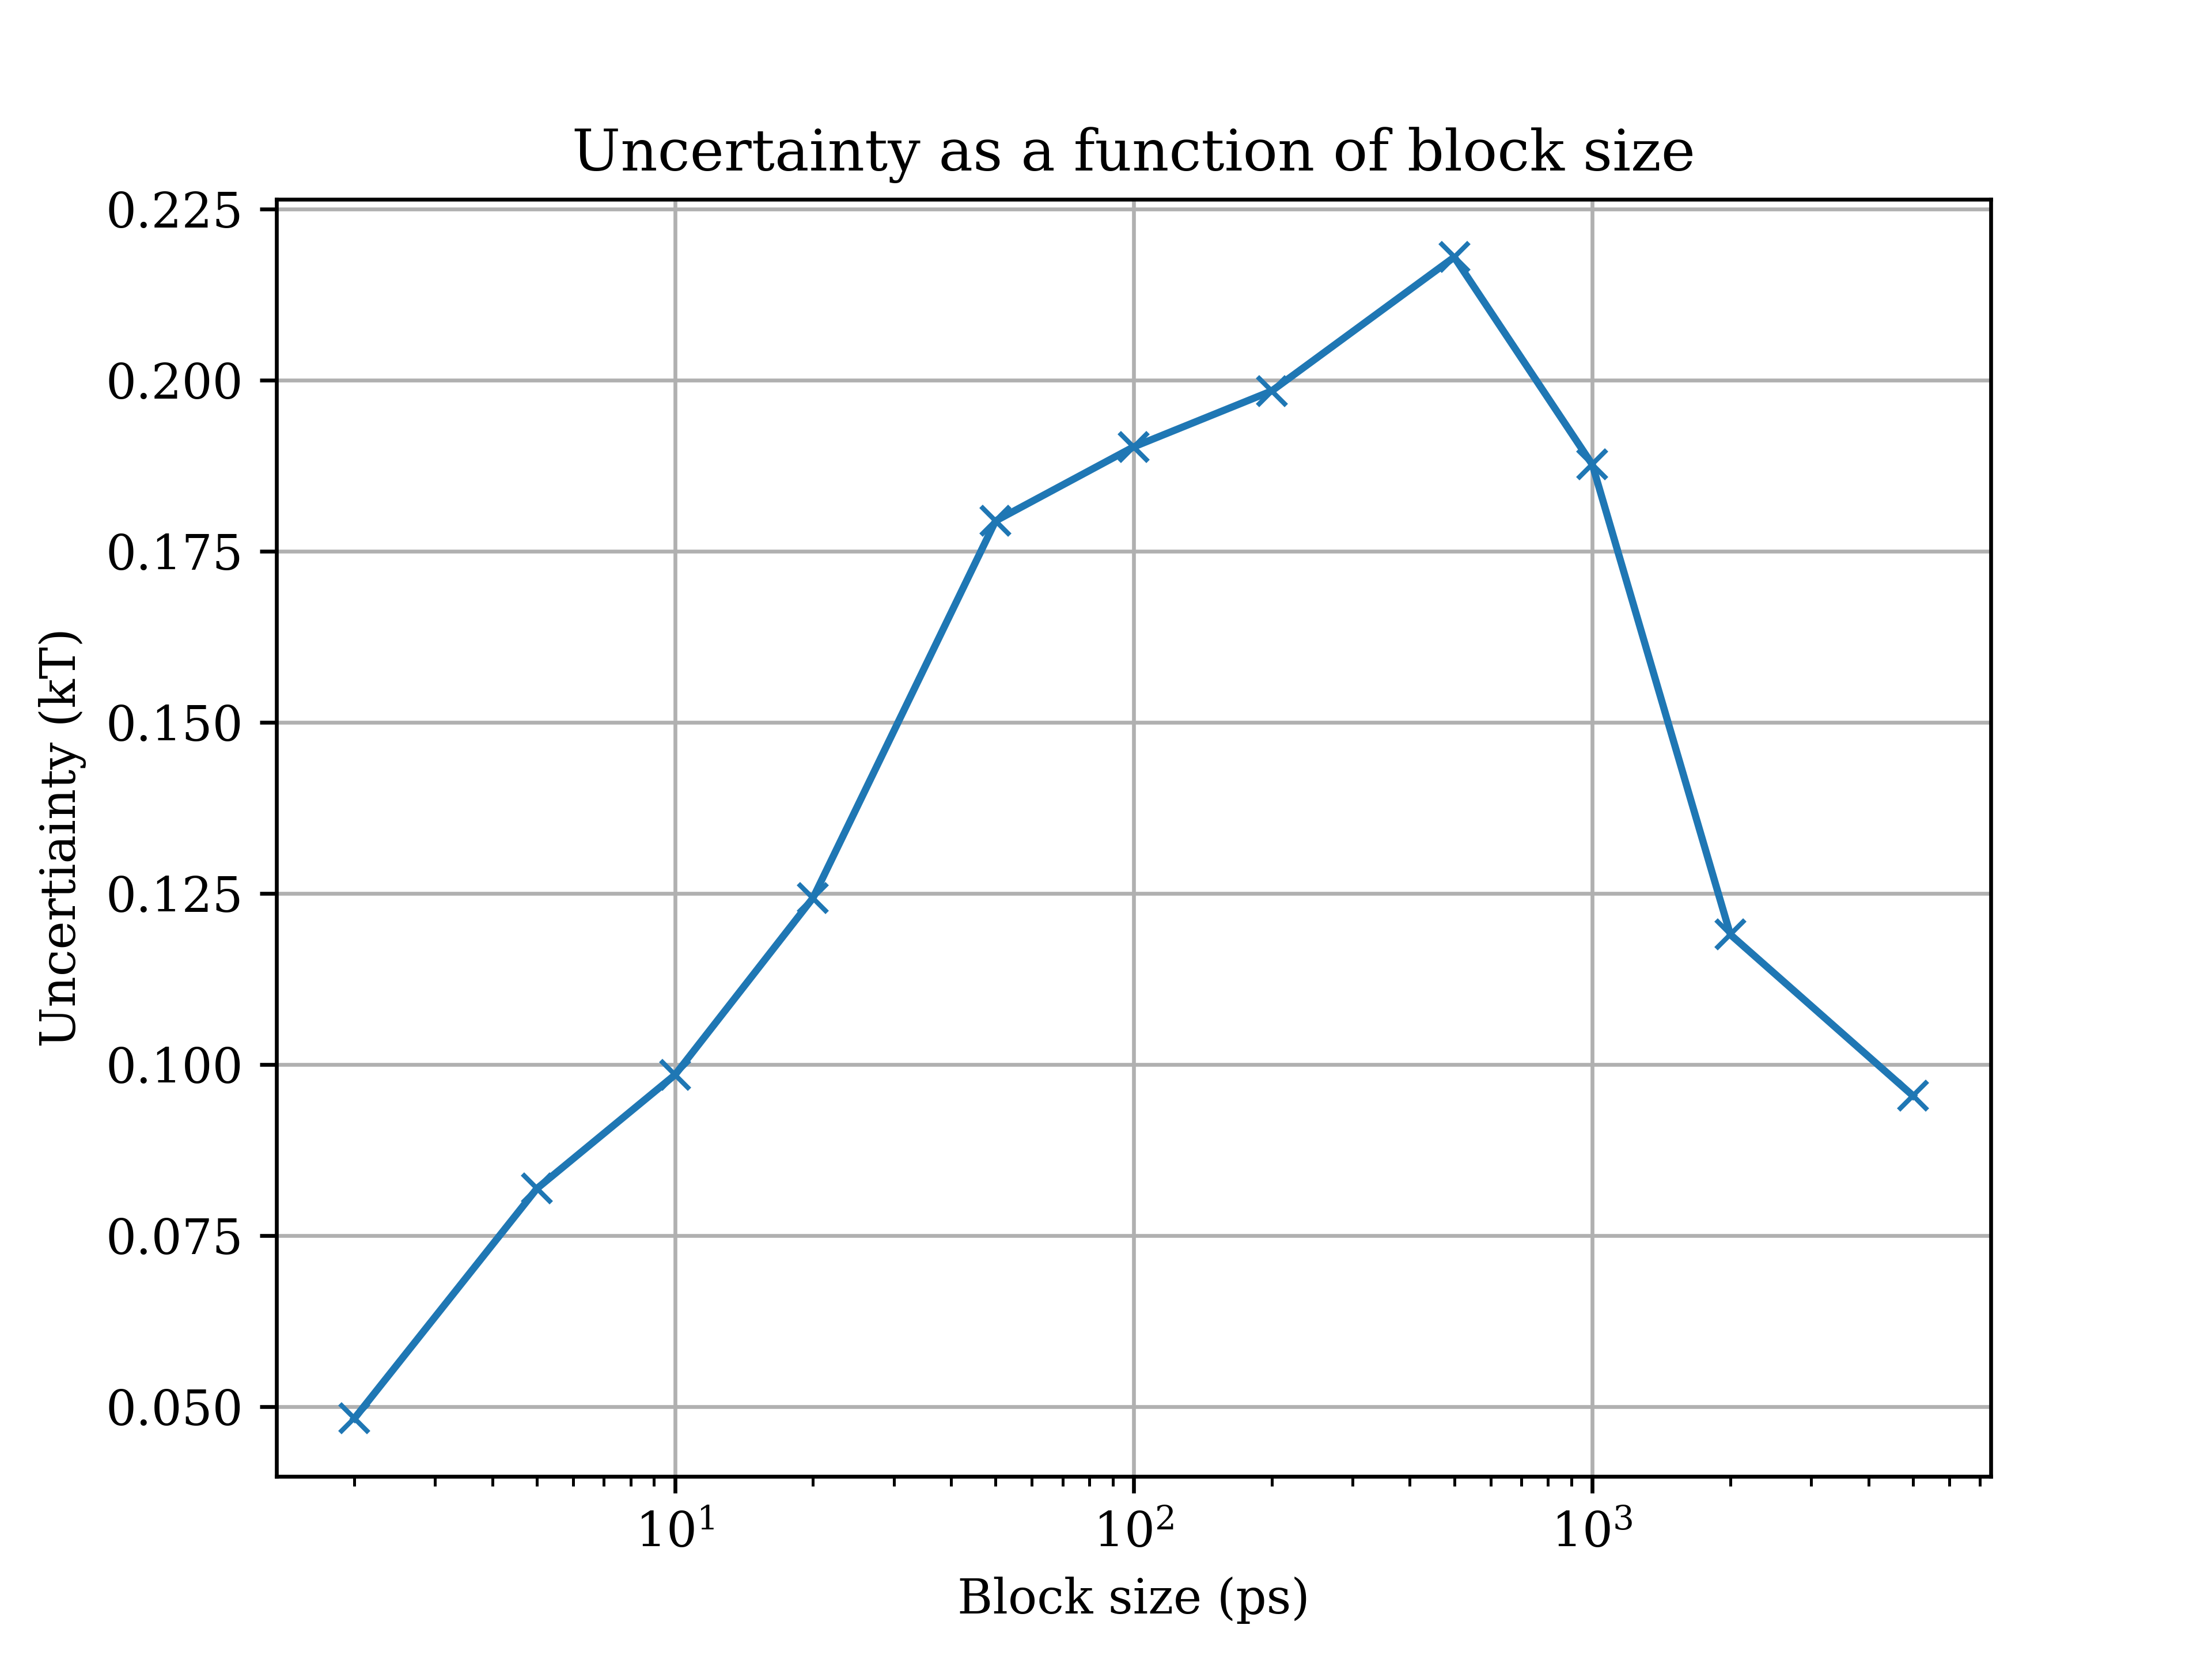 Uncertainty as a function of block size
0.225
0.200
0.175
0.150
0.125
0.100
0.075
0.050
Uncertiainty (kT)
10¹ 10² 10³
Block size (ps)